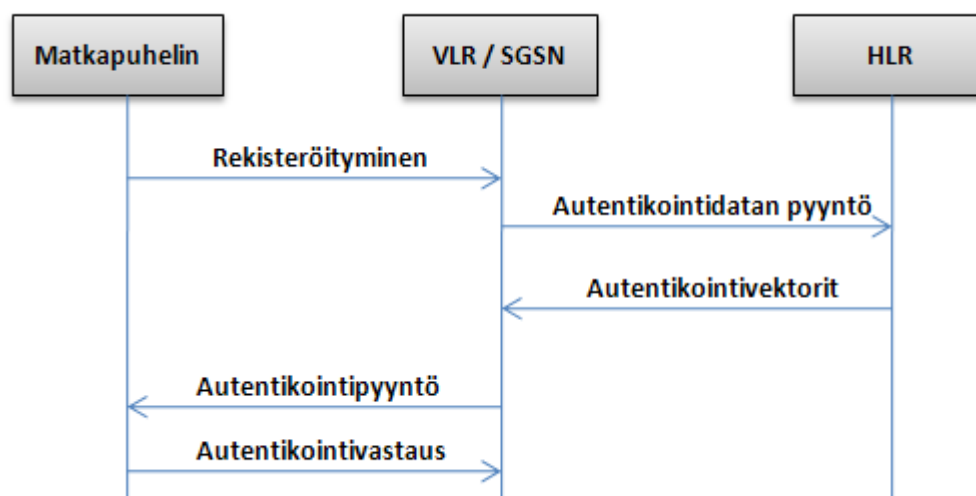 Matkapuhelin
VLR / SGSN
HLR
Rekisteröityminen
Autentikointidatan pyyntö
Autentikointivektorit
Autentikointipyyntö
Autentikointivastaus